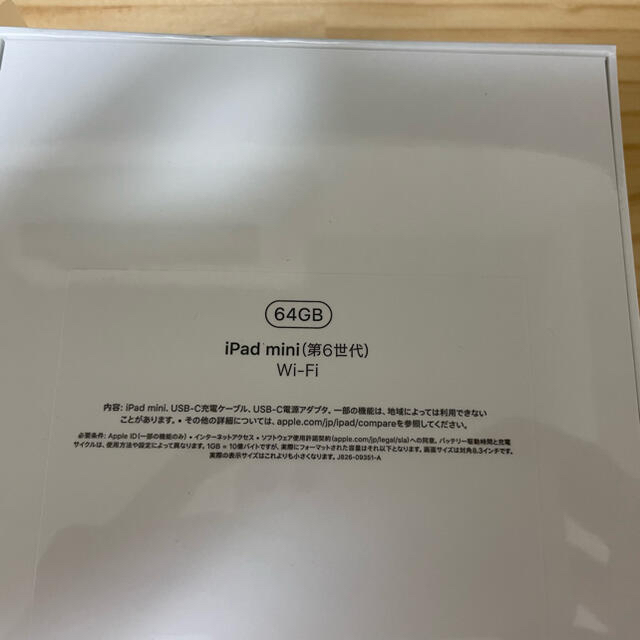 64GB
iPad mini(第6世代)
Wi-Fi
内容: iPad mini、USB-C充電ケーブル、USB-C電源アダプタ。一部の機能は、地域によっては利用できない
ことがあります。• その他の詳細については、apple.com/jp/ipad/compareを参照してください。
必要条件: Apple ID(一部の機能のみ) • インターネットアクセス • ソフトウェア使用許諾契約(apple.com/jp/legal/sla)への同意。バッテリー駆動時間と充電
サイクルは、使用方法や設定によって異なります。1GB = 10億バイトですが、実際にフォーマットされた容量はそれ以下となります。画面サイズは対角8.3インチです。
実際の表示サイズはこれよりも小さくなります。J826-09351-A